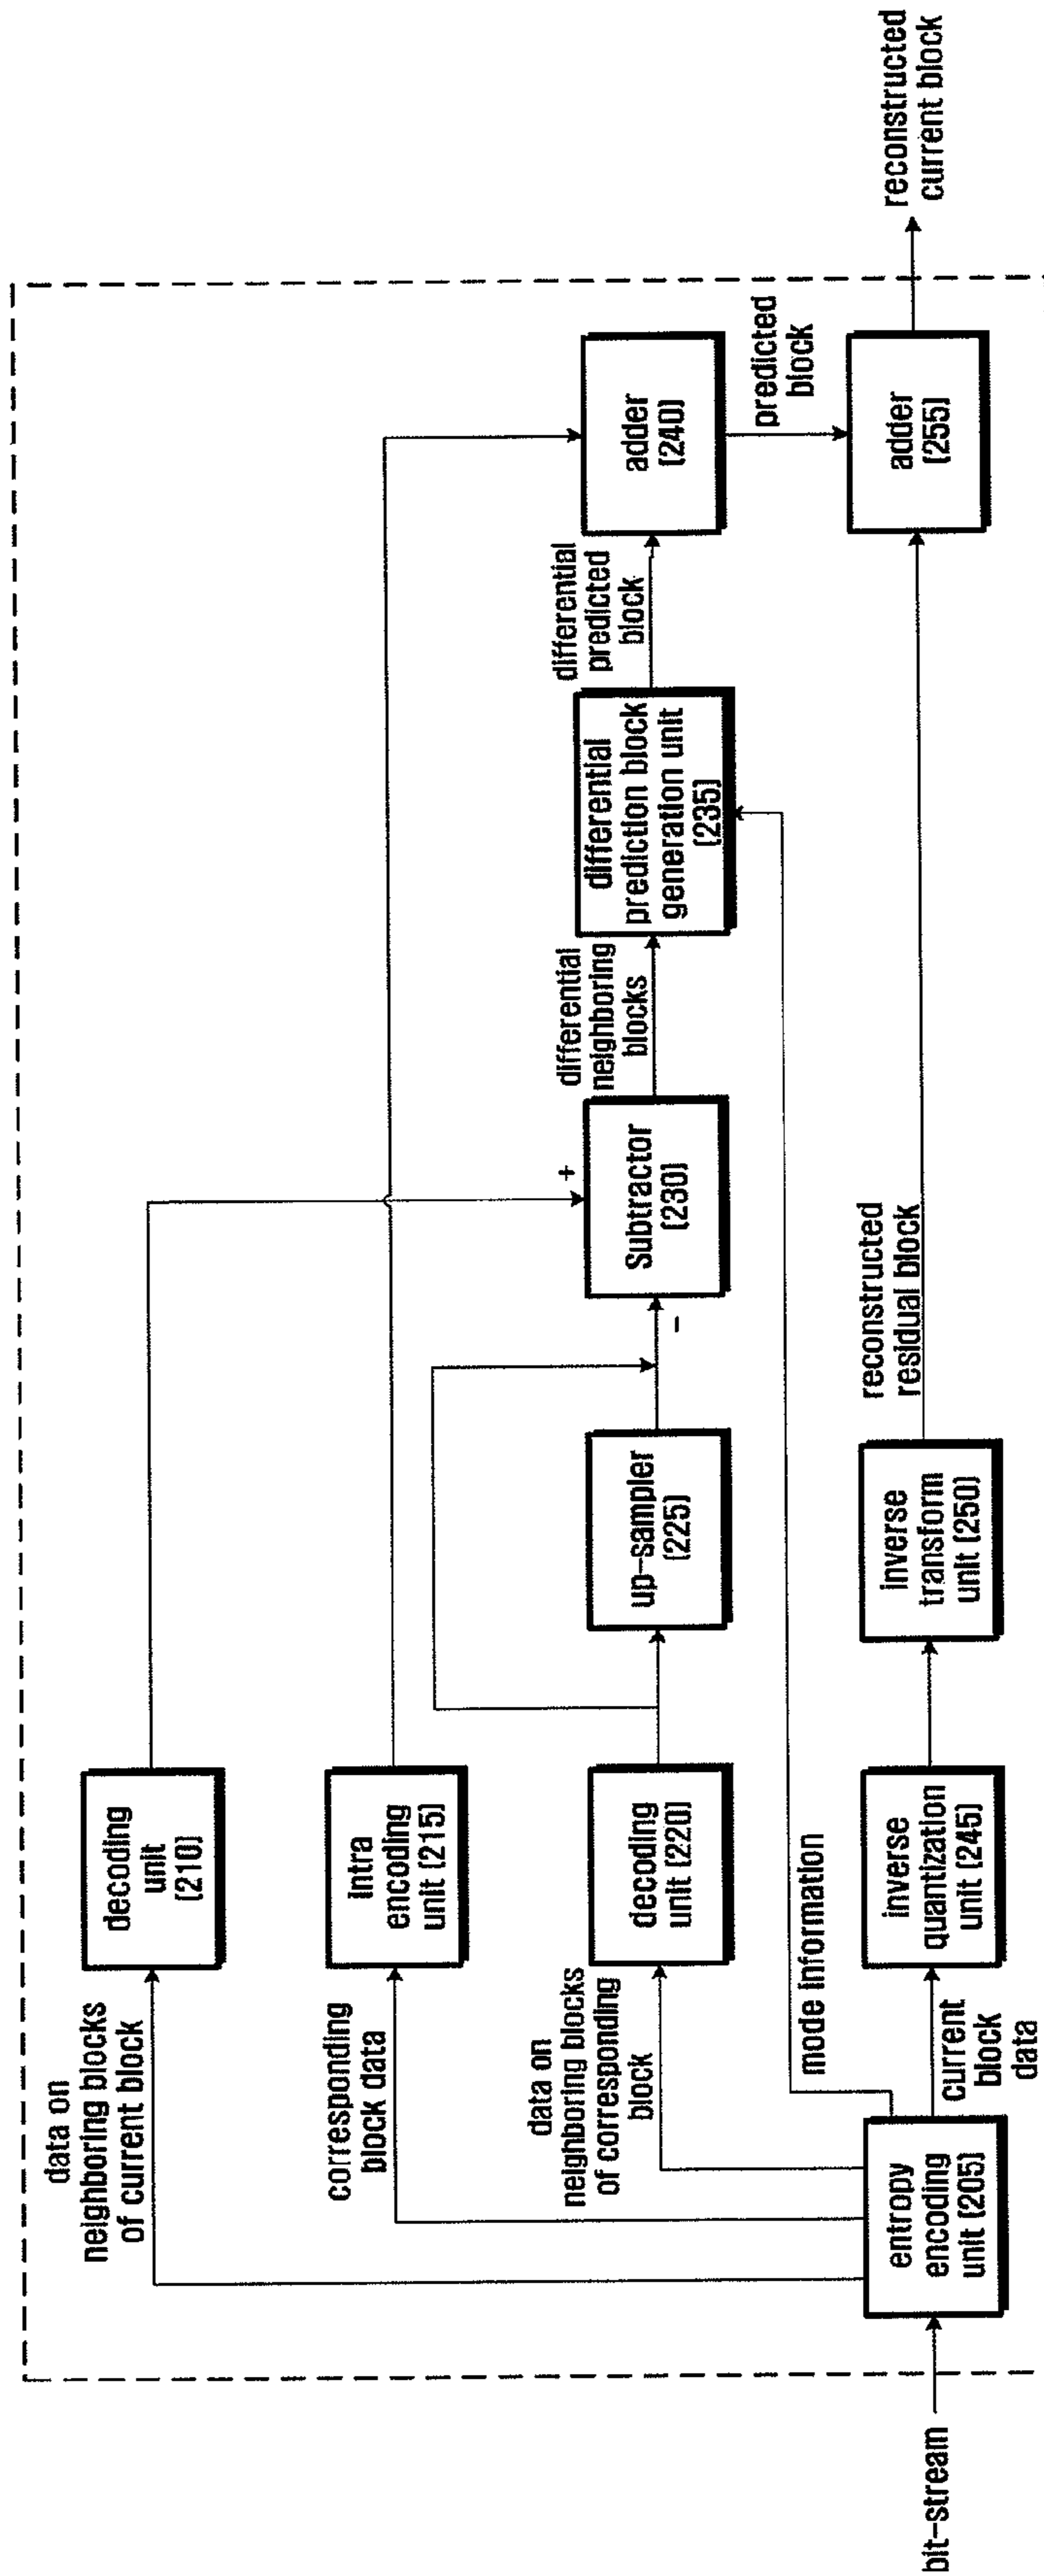 bit-stream
entropy
encoding
unit (205)
data on
neighboring blocks
of current block
decoding
unit
(210)
corresponding
block data
intra
encoding
unit (215)
data on
neighboring blocks
of corresponding
block
decoding
unit (220)
mode information
current
block
data
inverse
quantization
unit (245)
inverse
transform
unit (250)
up-sampler
(225)
reconstructed
residual block
-
+
Subtractor
(230)
differential
neighboring
blocks
differential
prediction block
generation unit
(235)
differential
predicted
block
adder
(240)
predicted
block
adder
(255)
reconstructed
current block